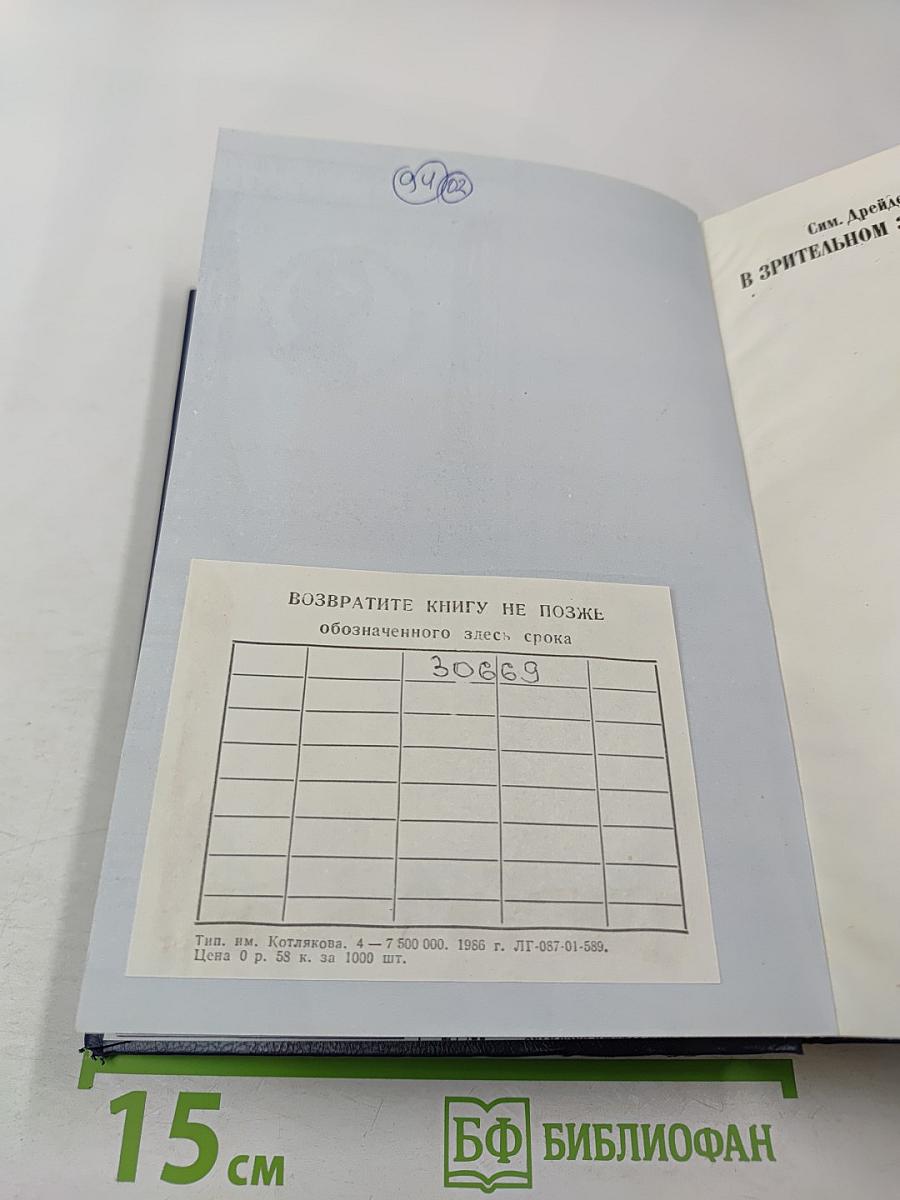 94 02
Сим. Дрейде
В ЗРИТЕЛЬНОМ
ВОЗВРАТИТЕ КНИГУ НЕ ПОЗЖЕ
обозначенного здесь срока
30669
Тип. им. Котлякова. 4 — 7 500 000. 1986 г. ЛГ-087-01-589.
Цена 0 р. 58 к. за 1000 шт.
15 см
БФ БИБЛИОФАН